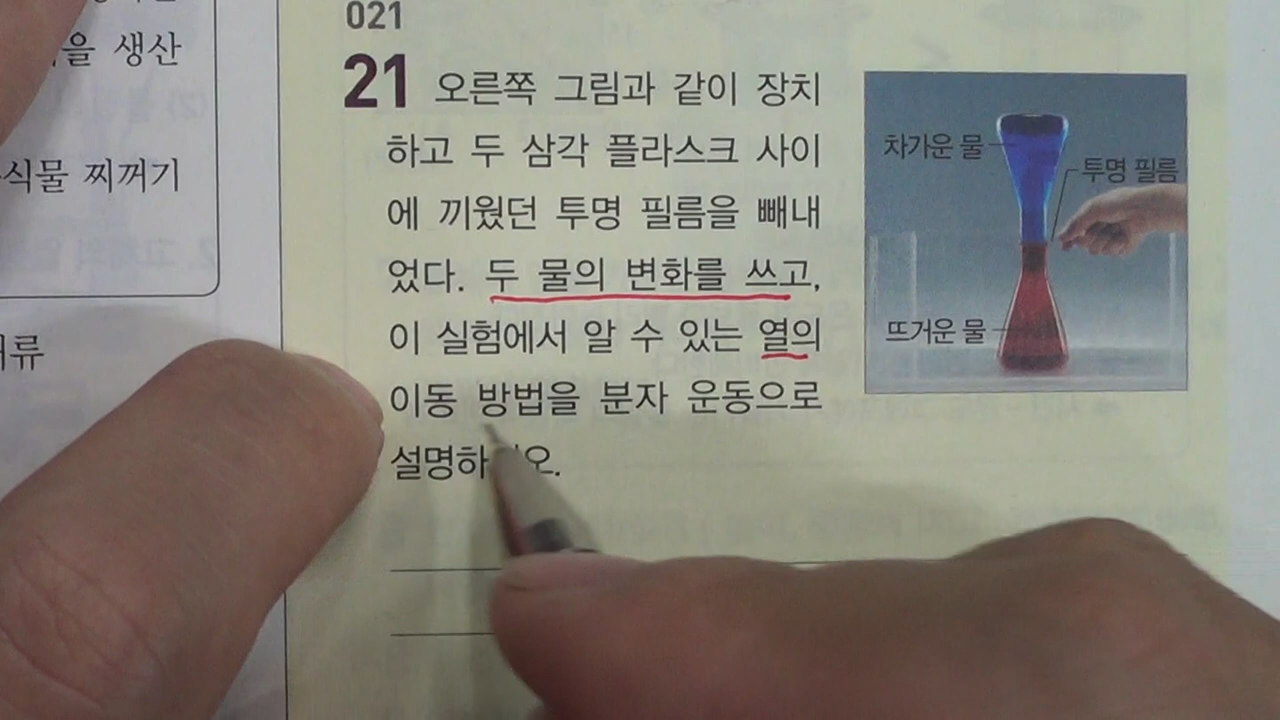 을 생산
식물 찌꺼기
류
021
21 오른쪽 그림과 같이 장치
하고 두 삼각 플라스크 사이
에 끼웠던 투명 필름을 빼내
었다. 두 물의 변화를 쓰고,
이 실험에서 알 수 있는 열의
이동 방법을 분자 운동으로
설명하 오.
차가운 물
투명 필름
뜨거운 물